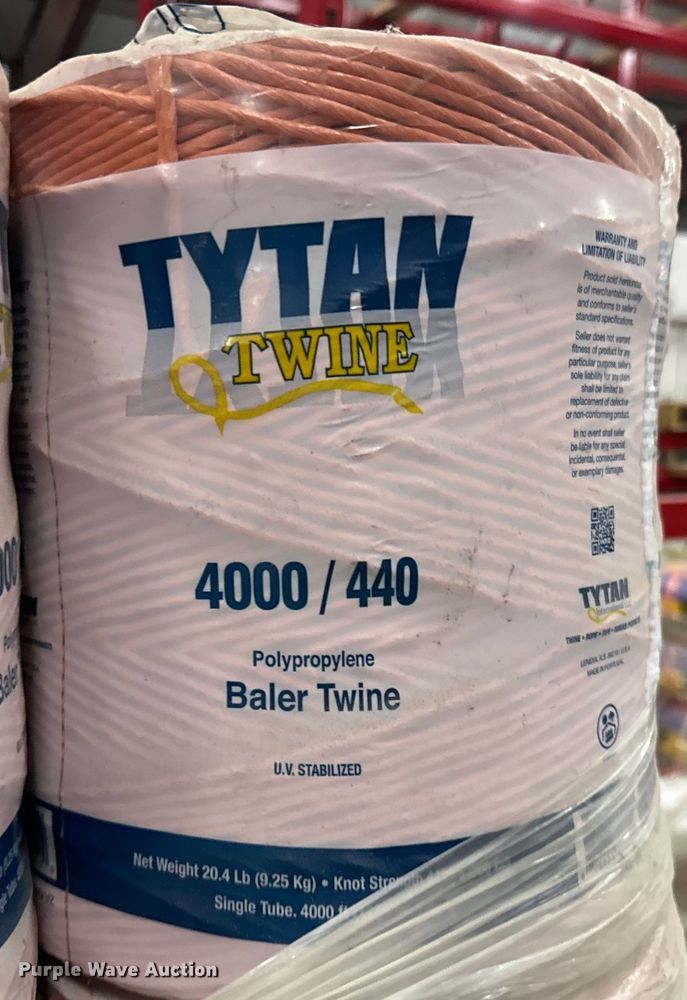 TYTAN
TWINE
4000 / 440
Polypropylene
Baler Twine
U.V. STABILIZED
Net Weight 20.4 Lb (9.25 Kg) • Knot
Single Tube. 4000
WARRANTY AND
LIMITATION OF LIABILITY
Product sold hereunder
is of merchantable quality
and conforms to seller's
standard specifications.
Seller does not warrant
fitness of product for any
particular purpose, seller's
sole liability for any claim
shall be limited to
replacement of defective
or non-conforming product.
In no event shall seller
be liable for any special,
incidental, consequential,
or exemplary damages.
TYTAN
International
MADE IN PORTUGAL
Purple Wave Auction